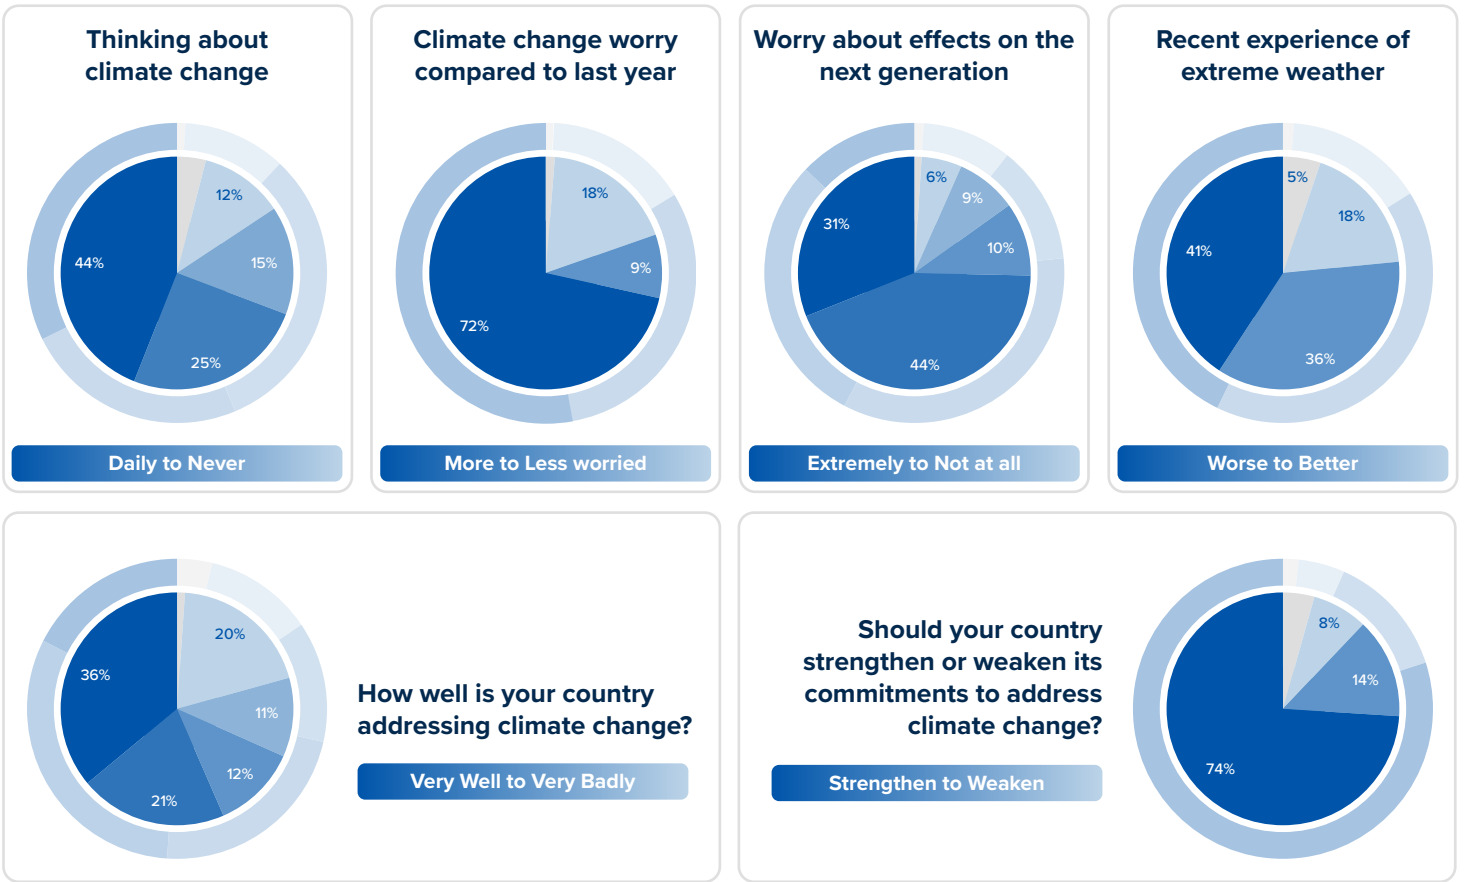 Thinking about
climate change
12%
44%
15%
25%
Daily to Never
Climate change worry
compared to last year
18%
9%
72%
More to Less worried
Worry about effects on the
next generation
6%
9%
31%
10%
44%
Extremely to Not at all
Recent experience of
extreme weather
5%
18%
41%
36%
Worse to Better
20%
36%
11%
12%
21%
How well is your country
addressing climate change?
Very Well to Very Badly
Should your country
strengthen or weaken its
commitments to address
climate change?
Strengthen to Weaken
8%
14%
74%